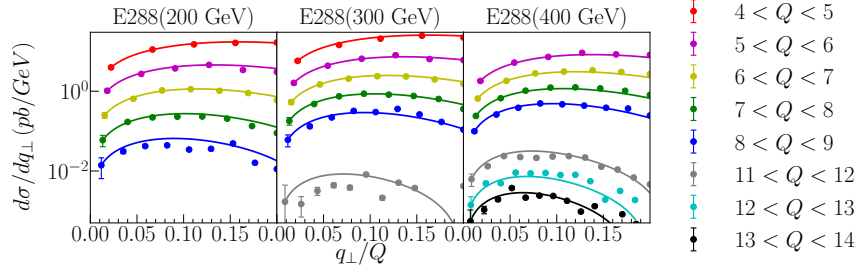 E288(200 GeV) E288(300 GeV) E288(400 GeV)
dσ/dq⊥ (pb/GeV)
10⁰
10⁻²
0.00 0.05 0.10 0.15 0.00 0.05 0.10 0.15 0.00 0.05 0.10 0.15
q⊥/Q
4 < Q < 5
5 < Q < 6
6 < Q < 7
7 < Q < 8
8 < Q < 9
11 < Q < 12
12 < Q < 13
13 < Q < 14